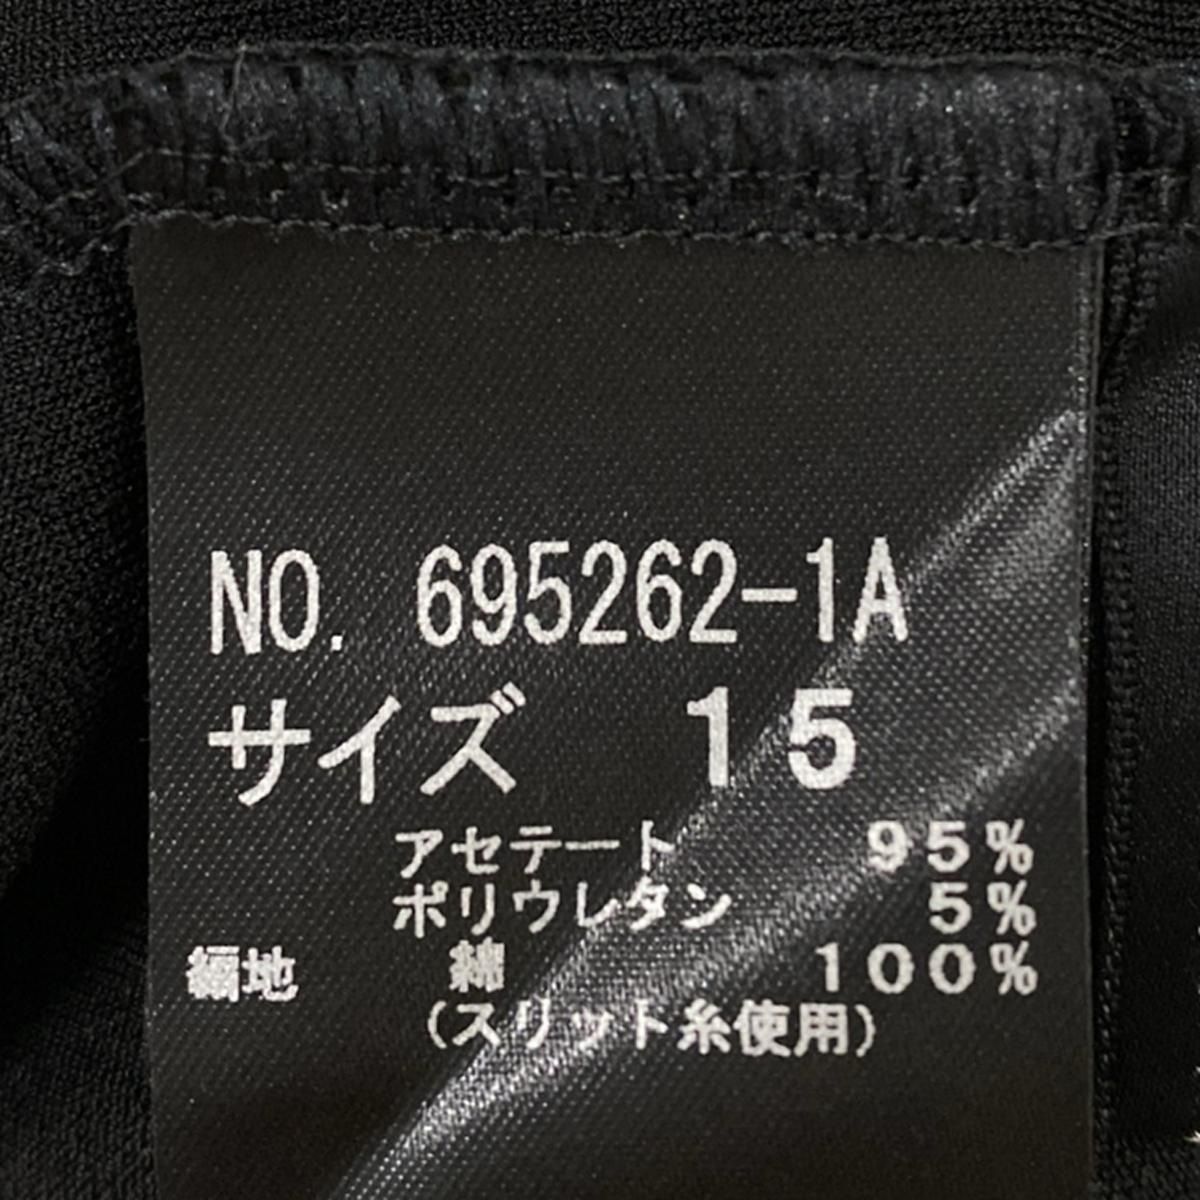 NO. 695262-1A
サイズ 15
アセテート 95%
ポリウレタン 5%
編地 綿 100%
(スリット糸使用)